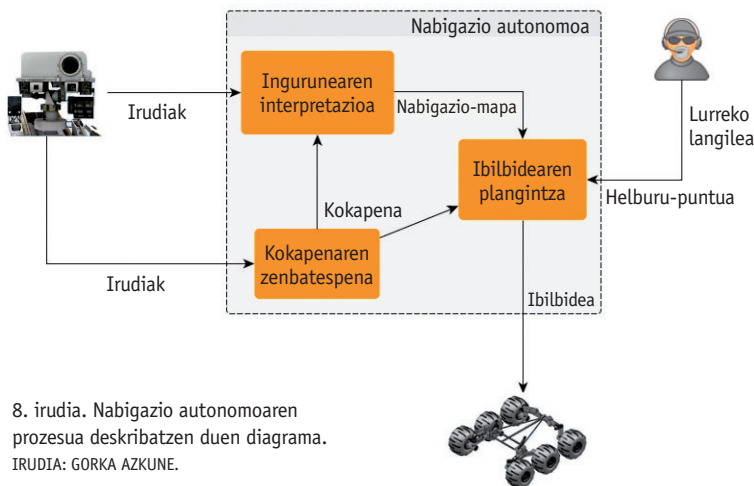 Nabigazio autonomoa
Ingurunearen
interpretazioa
Irudiak
Nabigazio-mapa
Lurreko
langilea
Ibilbidearen
plangintza
Helburu-puntua
Kokapena
Kokapenaren
zenbatespena
Irudiak
Ibilbidea
8. irudia. Nabigazio autonomoaren
prozesua deskribatzen duen diagrama.
IRUDIA: GORKA AZKUNE.